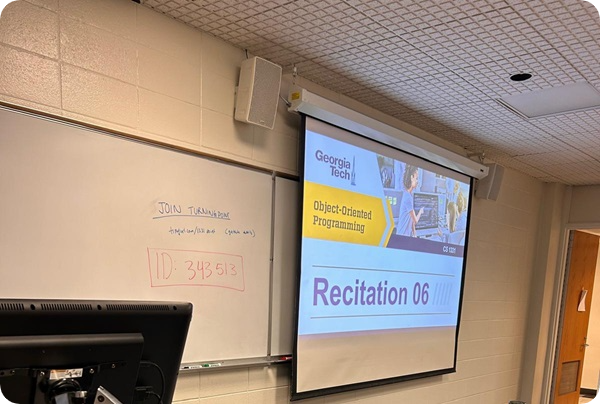 JOIN TURNINGPOINT
ID: 343513
Georgia
Tech
Object-Oriented
Programming
CS 1331
Recitation 06